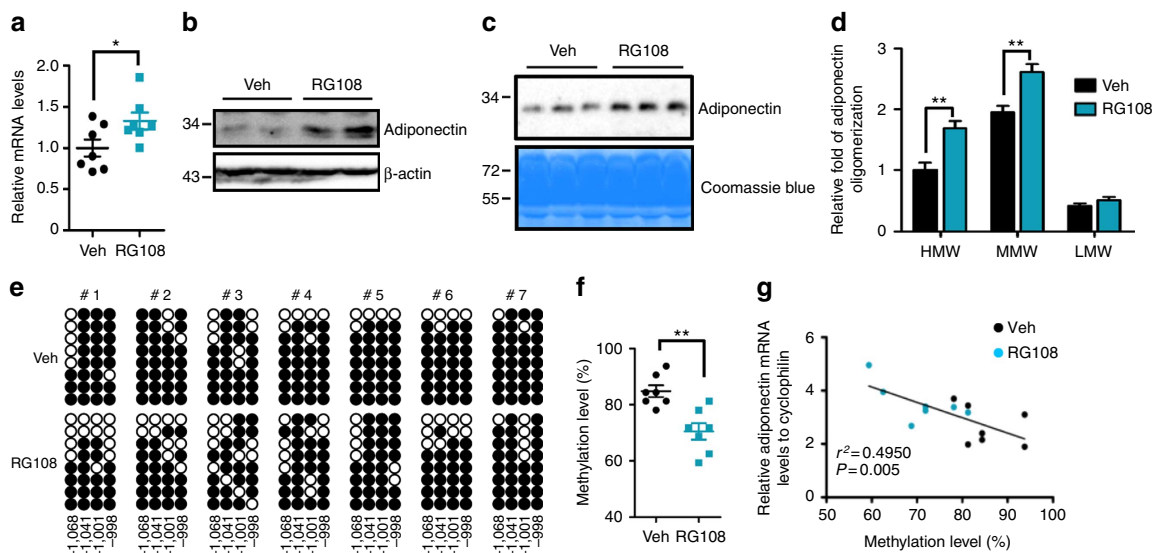 a
*
Relative mRNA levels
2.0
1.5
1.0
0.5
0
Veh RG108
b
Veh RG108
34
Adiponectin
43
β-actin
c
Veh RG108
34
Adiponectin
72
55
Coomassie blue
d
Relative fold of adiponectin
oligomerization
3
2
1
0
**
**
Veh
RG108
HMW MMW LMW
e
# 1 # 2 # 3 # 4 # 5 # 6 # 7
Veh
RG108
-1,068 -1,041 -1,001 -998 -1,068 -1,041 -1,001 -998 -1,068 -1,041 -1,001 -998 -1,068 -1,041 -1,001 -998 -1,068 -1,041 -1,001 -998 -1,068 -1,041 -1,001 -998 -1,068 -1,041 -1,001 -998
f
**
Methylation level (%)
100
80
60
40
Veh RG108
g
Relative adiponectin mRNA
levels to cyclophilin
6
4
2
0
Veh
RG108
r² = 0.4950
P = 0.005
50 60 70 80 90 100
Methylation level (%)